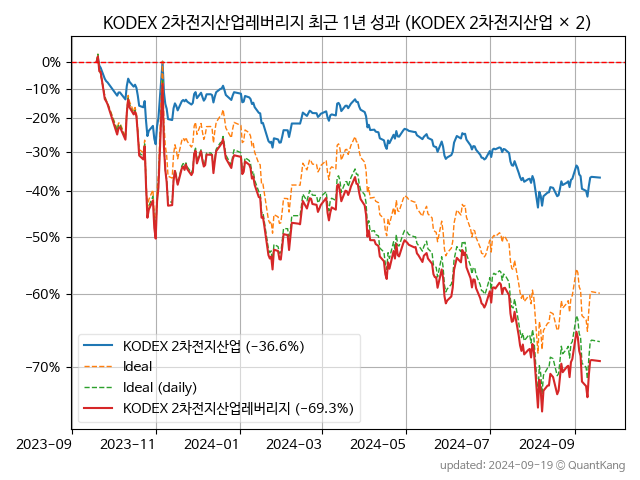 KODEX 2차전지산업레버리지 최근 1년 성과 (KODEX 2차전지산업 × 2)
0%
−10%
−20%
−30%
−40%
−50%
−60%
−70%
KODEX 2차전지산업 (−36.6%)
Ideal
Ideal (daily)
KODEX 2차전지산업레버리지 (−69.3%)
2023-09 2023-11 2024-01 2024-03 2024-05 2024-07 2024-09
updated: 2024-09-19 © QuantKang